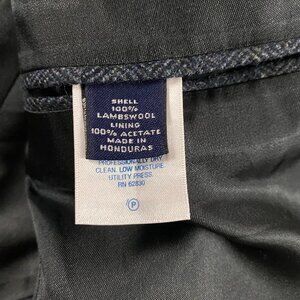 SHELL
100%
LAMBSWOOL
LINING
100% ACETATE
MADE IN
HONDURAS
PROFESSIONALLY DRY
CLEAN. LOW MOISTURE
UTILITY PRESS.
RN 62830
P